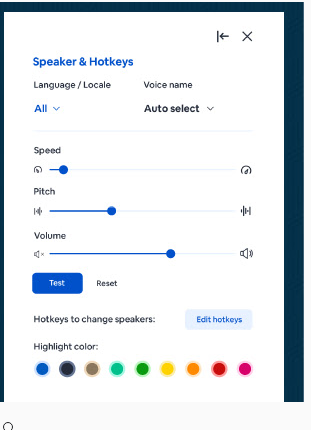 Speaker & Hotkeys
Language / Locale Voice name
All Auto select
Speed
Pitch
Volume
Test Reset
Hotkeys to change speakers: Edit hotkeys
Highlight color: